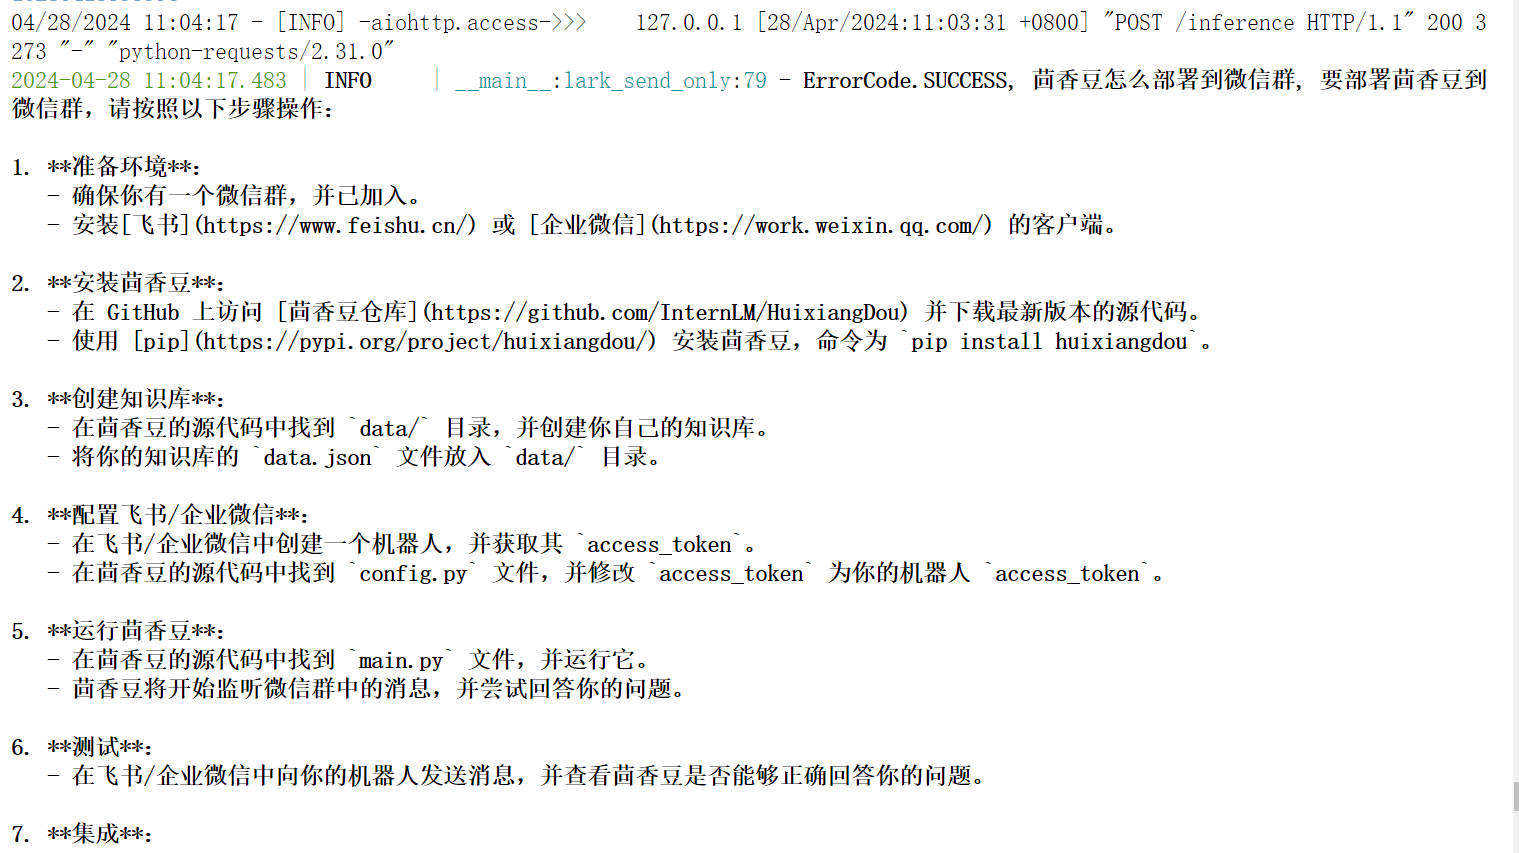 04/28/2024 11:04:17 - [INFO] -aiohttp.access->>>    127.0.0.1 [28/Apr/2024:11:03:31 +0800] "POST /inference HTTP/1.1" 200 3
273 "-" "python-requests/2.31.0"
2024-04-28 11:04:17.483 | INFO     | __main__:lark_send_only:79 - ErrorCode.SUCCESS, 茴香豆怎么部署到微信群, 要部署茴香豆到
微信群，请按照以下步骤操作：
1. **准备环境**：
- 确保你有一个微信群，并已加入。
- 安装[飞书](https://www.feishu.cn/) 或 [企业微信](https://work.weixin.qq.com/) 的客户端。
2. **安装茴香豆**：
- 在 GitHub 上访问 [茴香豆仓库](https://github.com/InternLM/HuixiangDou) 并下载最新版本的源代码。
- 使用 [pip](https://pypi.org/project/huixiangdou/) 安装茴香豆，命令为 `pip install huixiangdou`。
3. **创建知识库**：
- 在茴香豆的源代码中找到 `data/` 目录，并创建你自己的知识库。
- 将你的知识库的 `data.json` 文件放入 `data/` 目录。
4. **配置飞书/企业微信**：
- 在飞书/企业微信中创建一个机器人，并获取其 `access_token`。
- 在茴香豆的源代码中找到 `config.py` 文件，并修改 `access_token` 为你的机器人 `access_token`。
5. **运行茴香豆**：
- 在茴香豆的源代码中找到 `main.py` 文件，并运行它。
- 茴香豆将开始监听微信群中的消息，并尝试回答你的问题。
6. **测试**：
- 在飞书/企业微信中向你的机器人发送消息，并查看茴香豆是否能够正确回答你的问题。
7. **集成**：